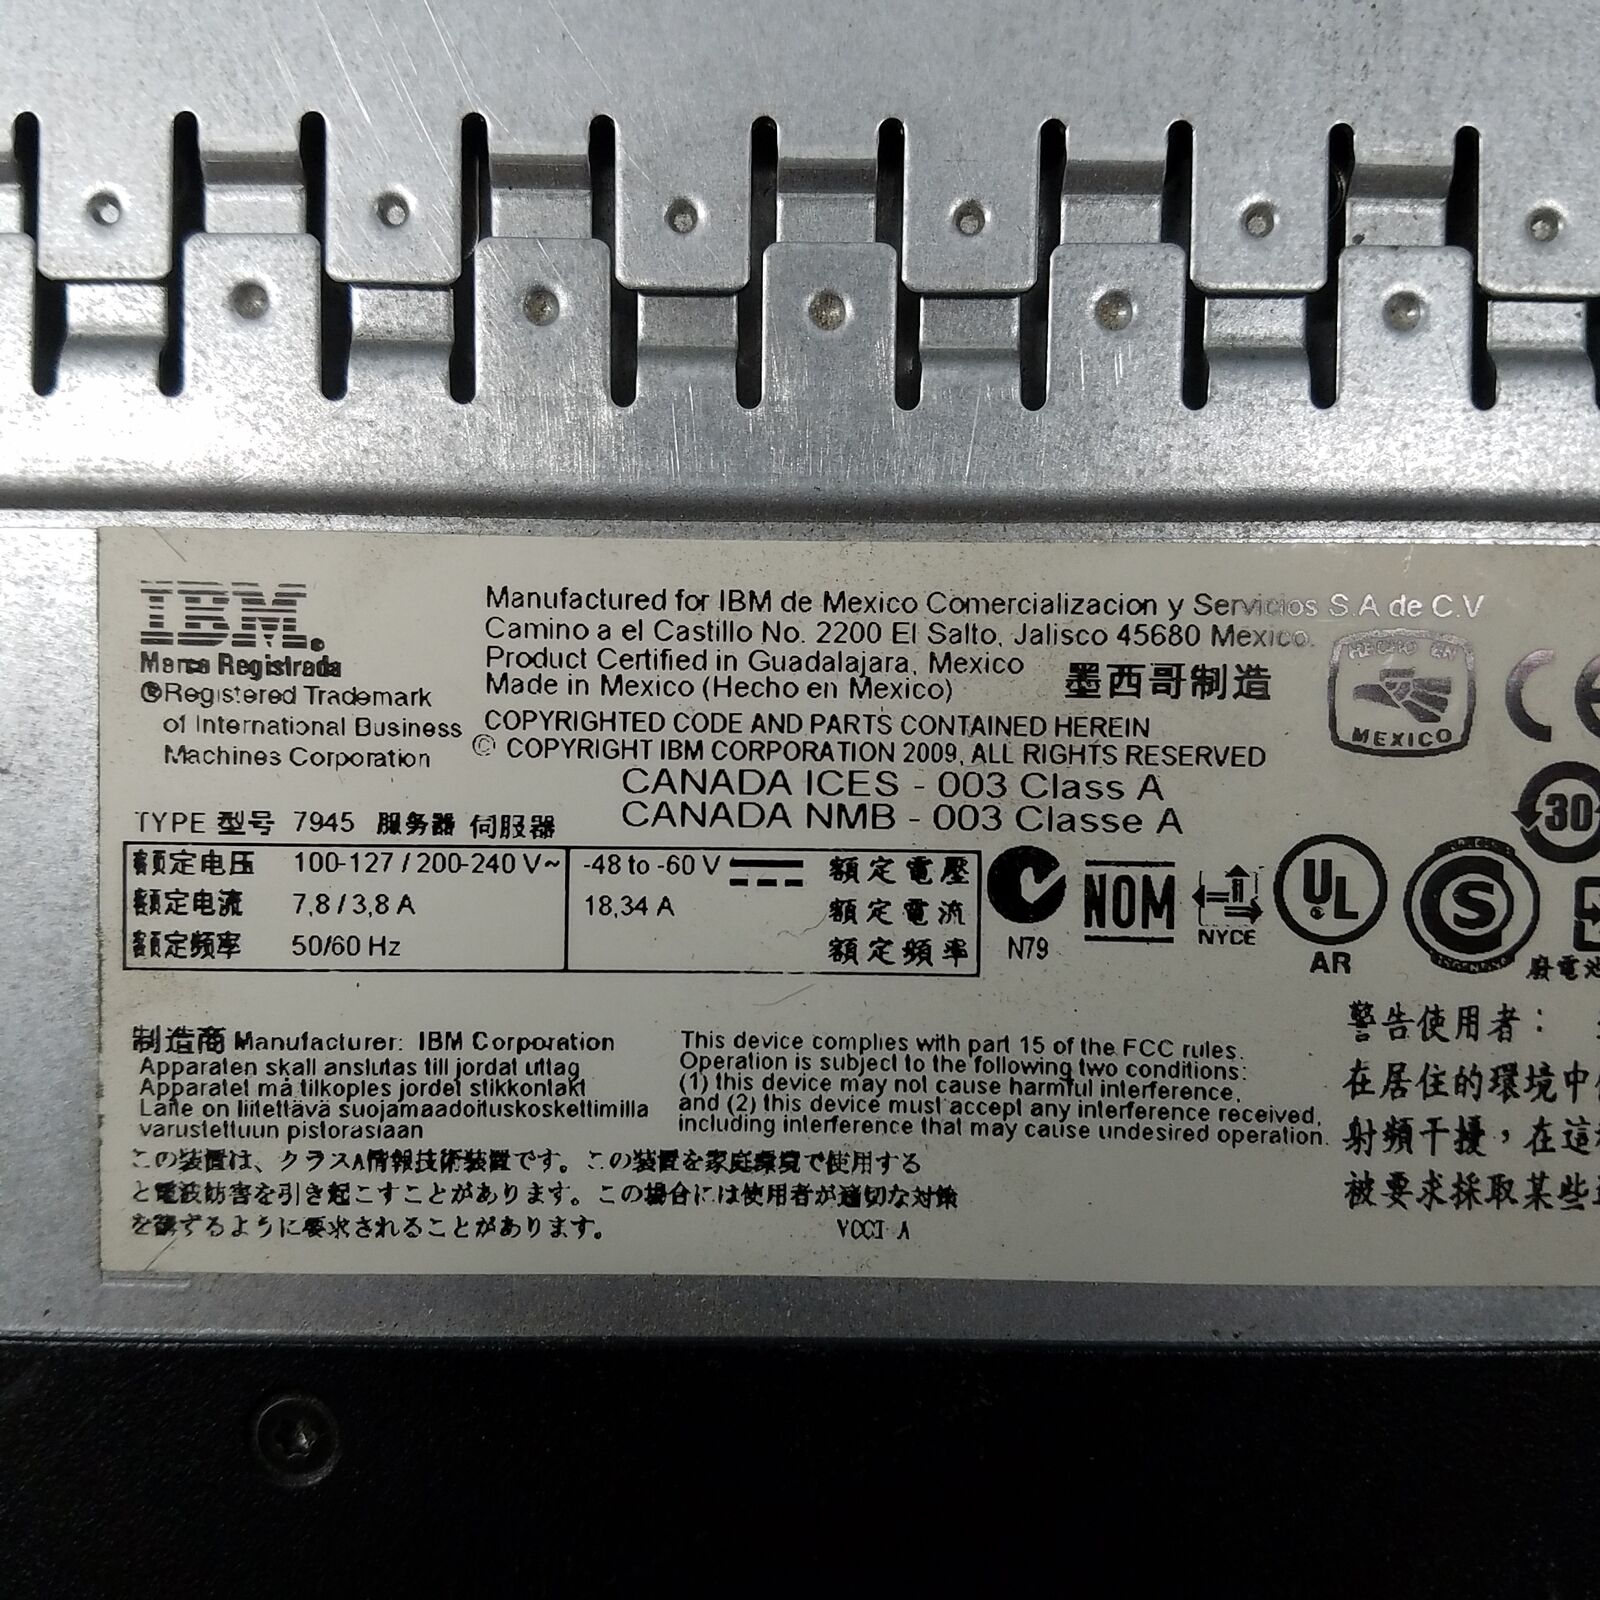 IBM®
Marca Registrada
®Registered Trademark
of International Business
Machines Corporation
Manufactured for IBM de Mexico Comercializacion y Servicios S.A de C.V
Camino a el Castillo No. 2200 El Salto, Jalisco 45680 Mexico.
Product Certified in Guadalajara, Mexico
Made in Mexico (Hecho en Mexico) 墨西哥制造
COPYRIGHTED CODE AND PARTS CONTAINED HEREIN
© COPYRIGHT IBM CORPORATION 2009, ALL RIGHTS RESERVED
CANADA ICES - 003 Class A
CANADA NMB - 003 Classe A
HECHO EN
MEXICO
CE
TYPE 型号 7945 服务器 伺服器
额定电压 100-127 / 200-240 V~ -48 to -60 V 額定電壓
额定电流 7,8 / 3,8 A 18,34 A 額定電流
额定频率 50/60 Hz 額定頻率
N79
NOM
NYCE
UL
AR
S
30
廢電池
制造商 Manufacturer: IBM Corporation
Apparaten skall anslutas till jordat uttag
Apparatet må tilkoples jordet stikkontakt
Laite on liitettävä suojamaadoituskoskettimilla
varustettuun pistorasiaan
This device complies with part 15 of the FCC rules.
Operation is subject to the following two conditions:
(1) this device may not cause harmful interference,
and (2) this device must accept any interference received,
including interference that may cause undesired operation.
この装置は、クラスA情報技術装置です。この装置を家庭環境で使用する
と電波妨害を引き起こすことがあります。この場合には使用者が適切な対策
を講ずるように要求されることがあります。 VCCI-A
警告使用者：
在居住的環境中
射頻干擾，在這
被要求採取某些